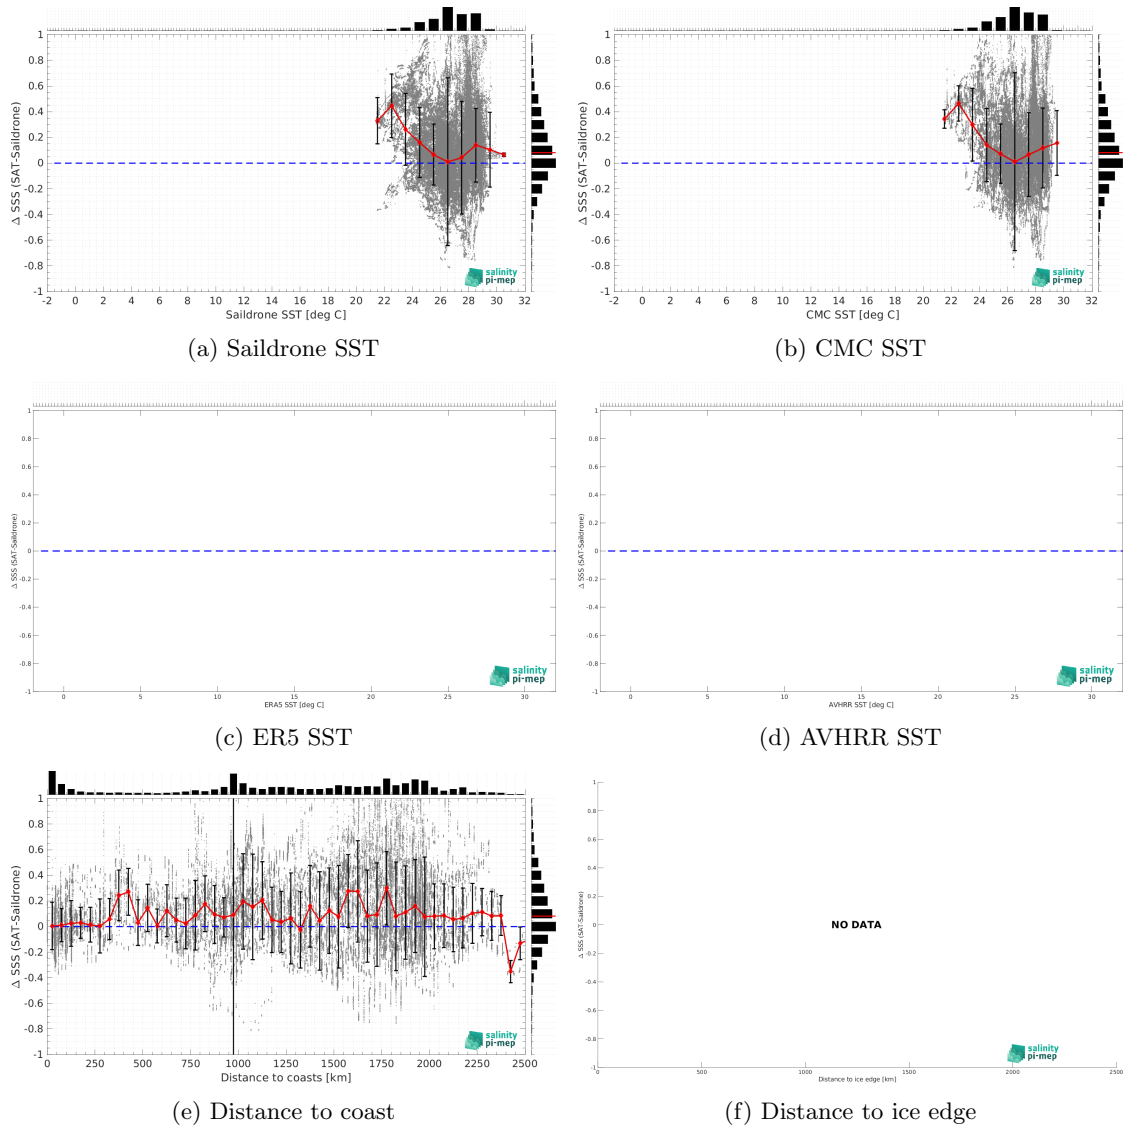 1
0.8
0.6
0.4
0.2
0
-0.2
-0.4
-0.6
-0.8
-1
Δ SSS (SAT-Saildrone)
-2 0 2 4 6 8 10 12 14 16 18 20 22 24 26 28 30 32
Saildrone SST [deg C]
salinity
pi-mep
(a) Saildrone SST
1
0.8
0.6
0.4
0.2
0
-0.2
-0.4
-0.6
-0.8
-1
Δ SSS (SAT-Saildrone)
-2 0 2 4 6 8 10 12 14 16 18 20 22 24 26 28 30 32
CMC SST [deg C]
salinity
pi-mep
(b) CMC SST
1
0.8
0.6
0.4
0.2
0
-0.2
-0.4
-0.6
-0.8
-1
Δ SSS (SAT-Saildrone)
0 5 10 15 20 25 30
ERA5 SST [deg C]
salinity
pi-mep
(c) ER5 SST
1
0.8
0.6
0.4
0.2
0
-0.2
-0.4
-0.6
-0.8
-1
Δ SSS (SAT-Saildrone)
0 5 10 15 20 25 30
AVHRR SST [deg C]
salinity
pi-mep
(d) AVHRR SST
1
0.8
0.6
0.4
0.2
0
-0.2
-0.4
-0.6
-0.8
-1
Δ SSS (SAT-Saildrone)
0 250 500 750 1000 1250 1500 1750 2000 2250 2500
Distance to coasts [km]
salinity
pi-mep
(e) Distance to coast
1
0.8
0.6
0.4
0.2
0
-0.2
-0.4
-0.6
-0.8
-1
Δ SSS (SAT-Saildrone)
NO DATA
0 500 1000 1500 2000 2500
Distance to ice edge [km]
salinity
pi-mep
(f) Distance to ice edge